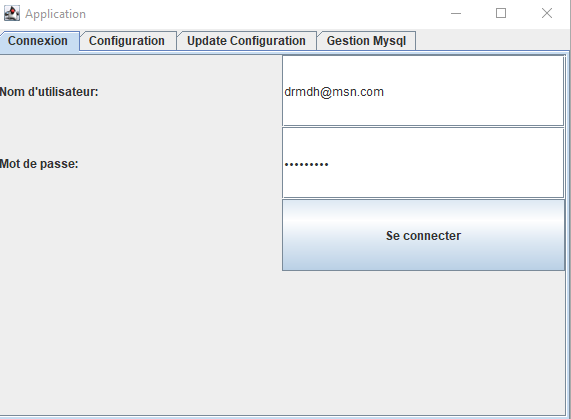 Application
Connexion Configuration Update Configuration Gestion Mysql
Nom d'utilisateur: drmdh@msn.com
Mot de passe: •••••••••
Se connecter